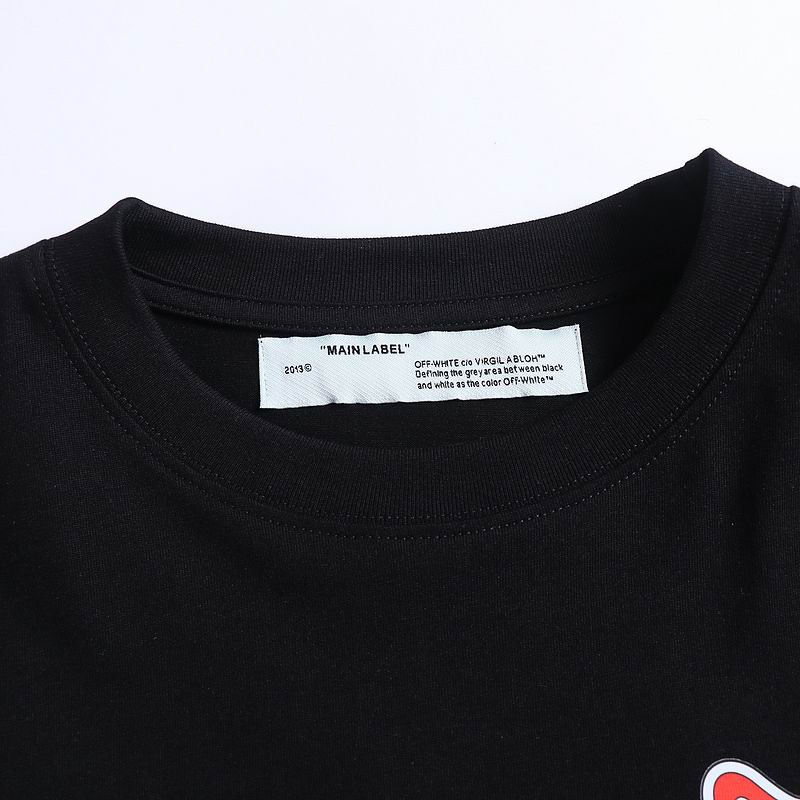 "MAIN LABEL"
2013©
OFF-WHITE c/o VIRGIL ABLOH™
Defining the grey area between black
and white as the color Off-White™